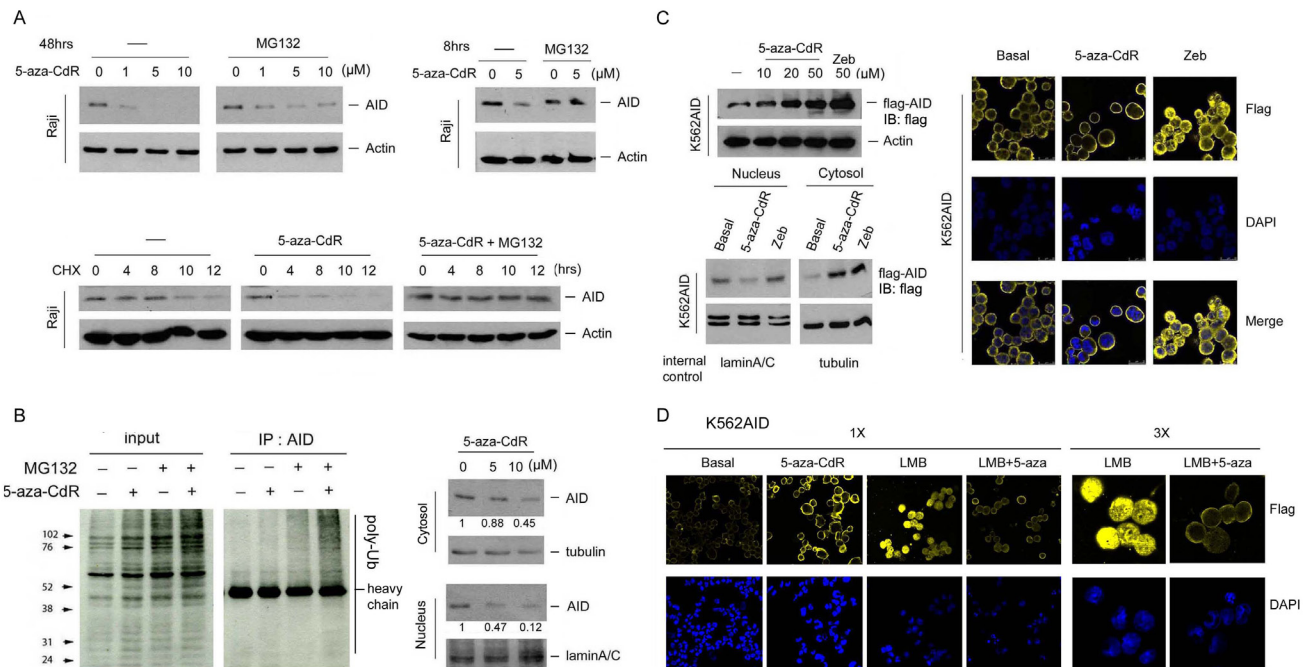 A
48hrs — MG132
5-aza-CdR 0 1 5 10 0 1 5 10 (μM)
Raji
AID
Actin
8hrs — MG132
5-aza-CdR 0 5 0 5 (μM)
Raji
AID
Actin
— 5-aza-CdR 5-aza-CdR + MG132
CHX 0 4 8 10 12 0 4 8 10 12 0 4 8 10 12 (hrs)
Raji
AID
Actin
B
input IP : AID
MG132 – – + + – – + +
5-aza-CdR – + – + – + – +
102
76
52
38
31
24
poly-Ub
heavy
chain
5-aza-CdR
0 5 10 (μM)
Cytosol
AID
1 0.88 0.45
tubulin
Nucleus
AID
1 0.47 0.12
laminA/C
C
5-aza-CdR Zeb
– 10 20 50 50 (μM)
K562AID
flag-AID
IB: flag
Actin
Nucleus Cytosol
Basal 5-aza-CdR Zeb Basal 5-aza-CdR Zeb
K562AID
flag-AID
IB: flag
internal
control
laminA/C tubulin
Basal 5-aza-CdR Zeb
K562AID
Flag
DAPI
Merge
D
K562AID
1X 3X
Basal 5-aza-CdR LMB LMB+5-aza LMB LMB+5-aza
Flag
DAPI